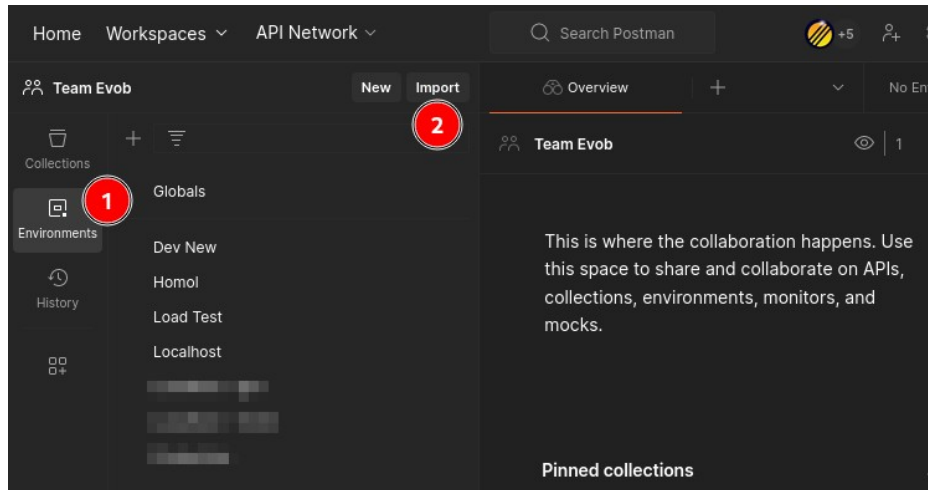 Home Workspaces API Network Search Postman +5
Team Evob New Import Overview No En
2
Collections
Team Evob 1
Globals
1
Environments
Dev New
This is where the collaboration happens. Use
this space to share and collaborate on APIs,
collections, environments, monitors, and
mocks.
Homol
History
Load Test
Localhost
Pinned collections